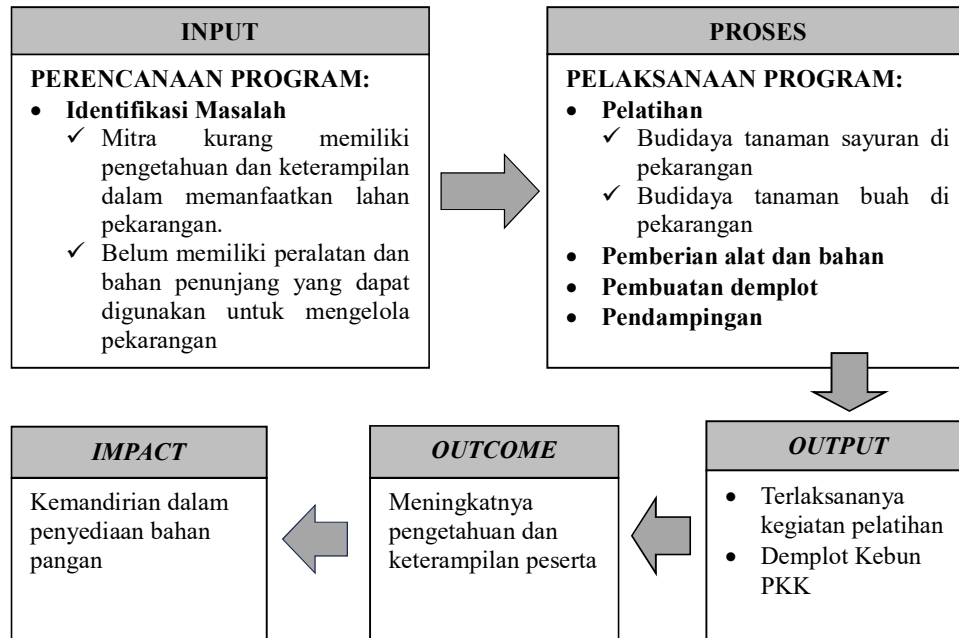 INPUT
PERENCANAAN PROGRAM:
• Identifikasi Masalah
✓ Mitra kurang memiliki
pengetahuan dan keterampilan
dalam memanfaatkan lahan
pekarangan.
✓ Belum memiliki peralatan dan
bahan penunjang yang dapat
digunakan untuk mengelola
pekarangan
PROSES
PELAKSANAAN PROGRAM:
• Pelatihan
✓ Budidaya tanaman sayuran di
pekarangan
✓ Budidaya tanaman buah di
pekarangan
• Pemberian alat dan bahan
• Pembuatan demplot
• Pendampingan
OUTPUT
• Terlaksananya
kegiatan pelatihan
• Demplot Kebun
PKK
OUTCOME
Meningkatnya
pengetahuan dan
keterampilan peserta
IMPACT
Kemandirian dalam
penyediaan bahan
pangan